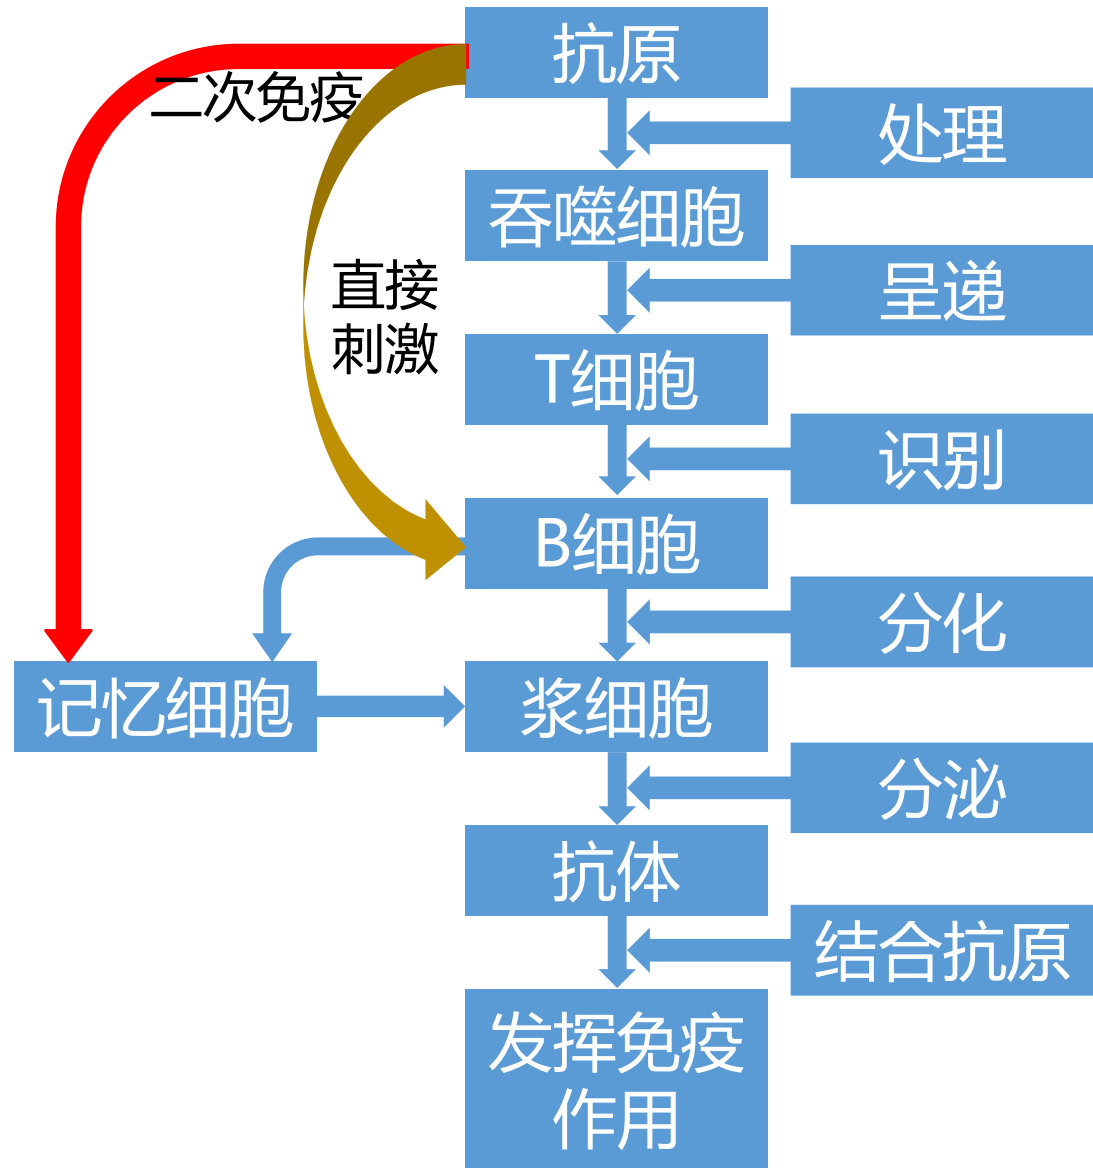 抗原
二次免疫
处理
吞噬细胞
呈递
直接
刺激
T细胞
识别
B细胞
分化
记忆细胞
浆细胞
分泌
抗体
结合抗原
发挥免疫
作用